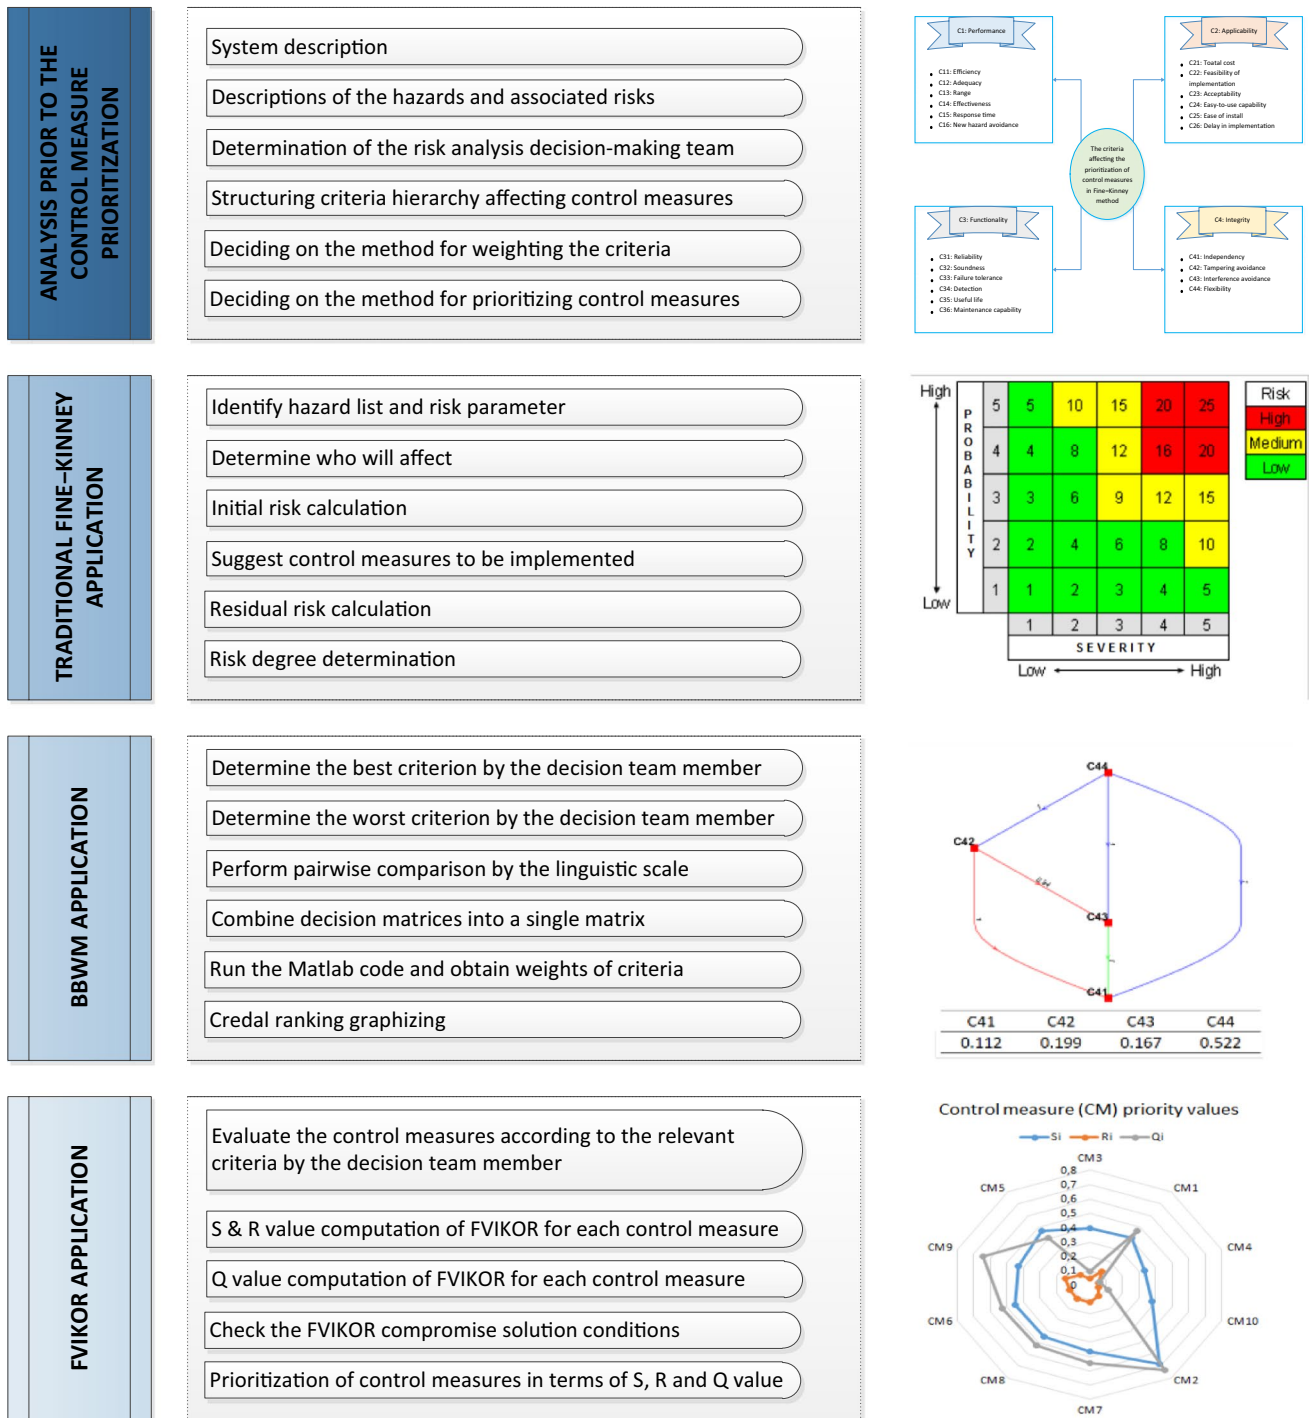 ANALYSIS PRIOR TO THE
CONTROL MEASURE
PRIORITIZATION
System description
Descriptions of the hazards and associated risks
Determination of the risk analysis decision-making team
Structuring criteria hierarchy affecting control measures
Deciding on the method for weighting the criteria
Deciding on the method for prioritizing control measures
C1: Performance
• C11: Efficiency
• C12: Adequacy
• C13: Range
• C14: Effectiveness
• C15: Response time
• C16: New hazard avoidance
C2: Applicability
• C21: Toatal cost
• C22: Feasibility of
implementation
• C23: Acceptability
• C24: Easy-to-use capability
• C25: Ease of install
• C26: Delay in implementation
The criteria
affecting the
prioritization of
control measures
in Fine–Kinney
method
C3: Functionality
• C31: Reliability
• C32: Soundness
• C33: Failure tolerance
• C34: Detection
• C35: Useful life
• C36: Maintenance capability
C4: Integrity
• C41: Independency
• C42: Tampering avoidance
• C43: Interference avoidance
• C44: Flexibility
TRADITIONAL FINE–KINNEY
APPLICATION
Identify hazard list and risk parameter
Determine who will affect
Initial risk calculation
Suggest control measures to be implemented
Residual risk calculation
Risk degree determination
High
Low
PROBABILITY
5 5 10 15 20 25
4 4 8 12 16 20
3 3 6 9 12 15
2 2 4 6 8 10
1 1 2 3 4 5
1 2 3 4 5
SEVERITY
Low High
Risk
High
Medium
Low
BBWM APPLICATION
Determine the best criterion by the decision team member
Determine the worst criterion by the decision team member
Perform pairwise comparison by the linguistic scale
Combine decision matrices into a single matrix
Run the Matlab code and obtain weights of criteria
Credal ranking graphizing
C44
C42
C43
C41
C41 C42 C43 C44
0.112 0.199 0.167 0.522
FVIKOR APPLICATION
Evaluate the control measures according to the relevant
criteria by the decision team member
S & R value computation of FVIKOR for each control measure
Q value computation of FVIKOR for each control measure
Check the FVIKOR compromise solution conditions
Prioritization of control measures in terms of S, R and Q value
Control measure (CM) priority values
Si Ri Qi
CM3
CM1
CM4
CM10
CM2
CM7
CM8
CM6
CM9
CM5
0,8
0,7
0,6
0,5
0,4
0,3
0,2
0,1
0